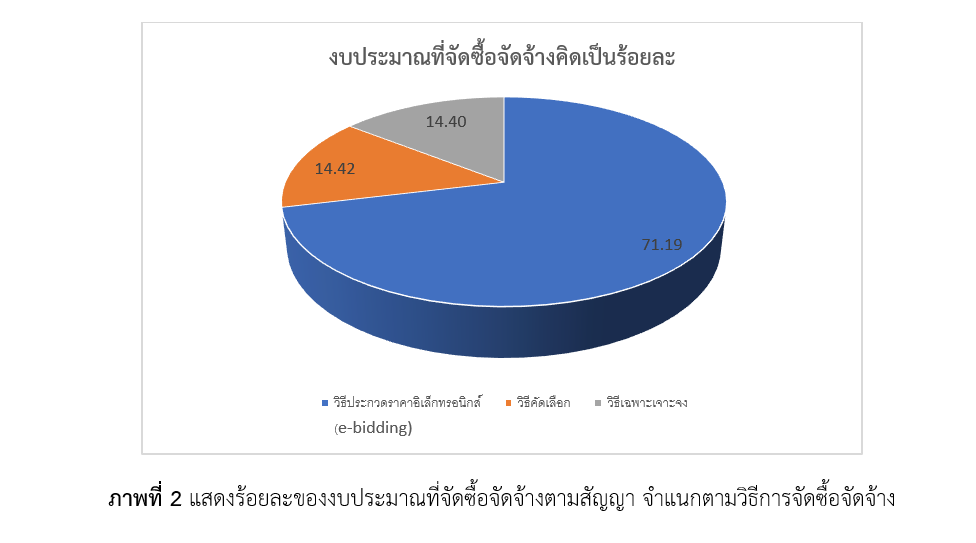 งบประมาณที่จัดซื้อจัดจ้างคิดเป็นร้อยละ
14.40
14.42
71.19
วิธีประกวดราคาอิเล็กทรอนิกส์ วิธีคัดเลือก วิธีเฉพาะเจาะจง
(e-bidding)
ภาพที่ 2 แสดงร้อยละของงบประมาณที่จัดซื้อจัดจ้างตามสัญญา จำแนกตามวิธีการจัดซื้อจัดจ้าง